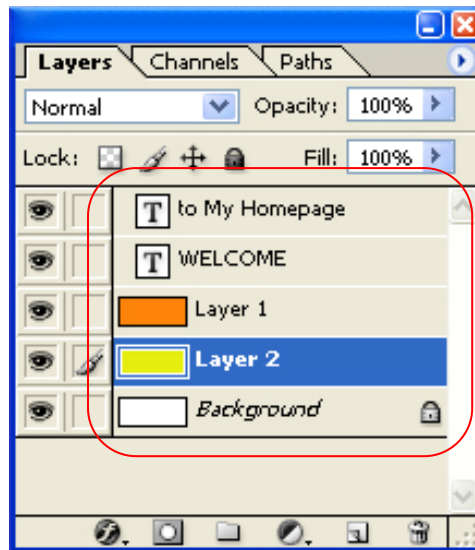 Layers Channels Paths
Normal Opacity: 100%
Lock: Fill: 100%
T to My Homepage
T WELCOME
Layer 1
Layer 2
Background